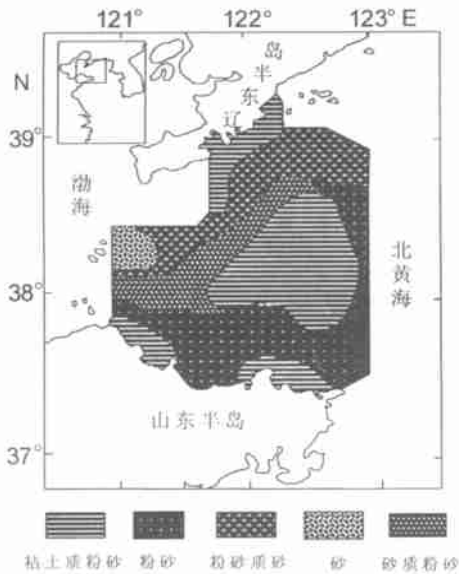 121° 122° 123° E
N
39°
38°
37°
辽东半岛
渤海
北黄海
山东半岛
粘土质粉砂 粉砂 粉砂质砂 砂 砂质粉砂